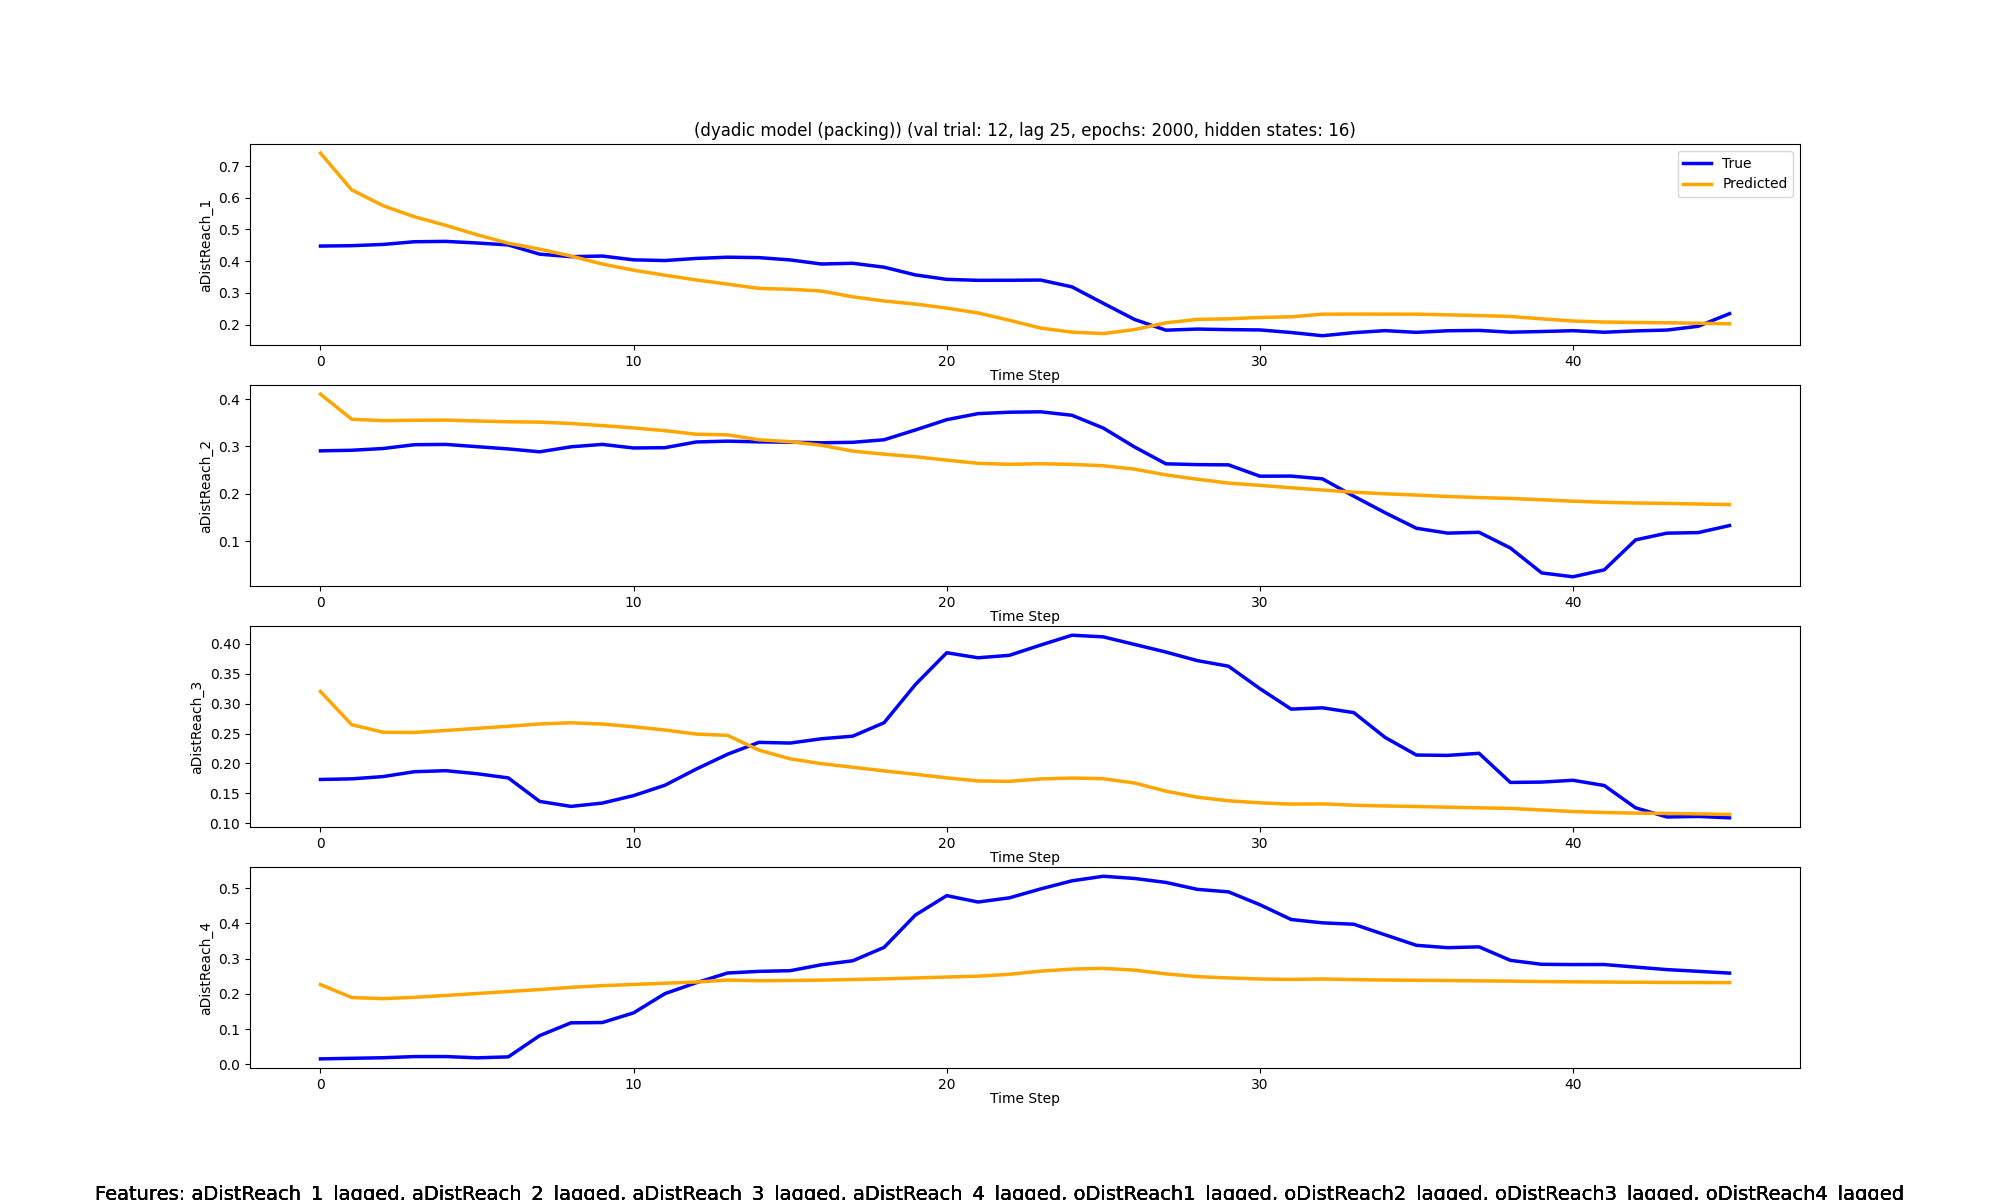 (dyadic model (packing)) (val trial: 12, lag 25, epochs: 2000, hidden states: 16)
0.7
0.6
0.5
0.4
0.3
0.2
aDistReach_1
True
Predicted
0 10 20 30 40
Time Step
0.4
0.3
0.2
0.1
aDistReach_2
0 10 20 30 40
Time Step
0.40
0.35
0.30
0.25
0.20
0.15
0.10
aDistReach_3
0 10 20 30 40
Time Step
0.5
0.4
0.3
0.2
0.1
0.0
aDistReach_4
0 10 20 30 40
Time Step
Features: aDistReach_1_lagged, aDistReach_2_lagged, aDistReach_3_lagged, aDistReach_4_lagged, oDistReach1_lagged, oDistReach2_lagged, oDistReach3_lagged, oDistReach4_lagged